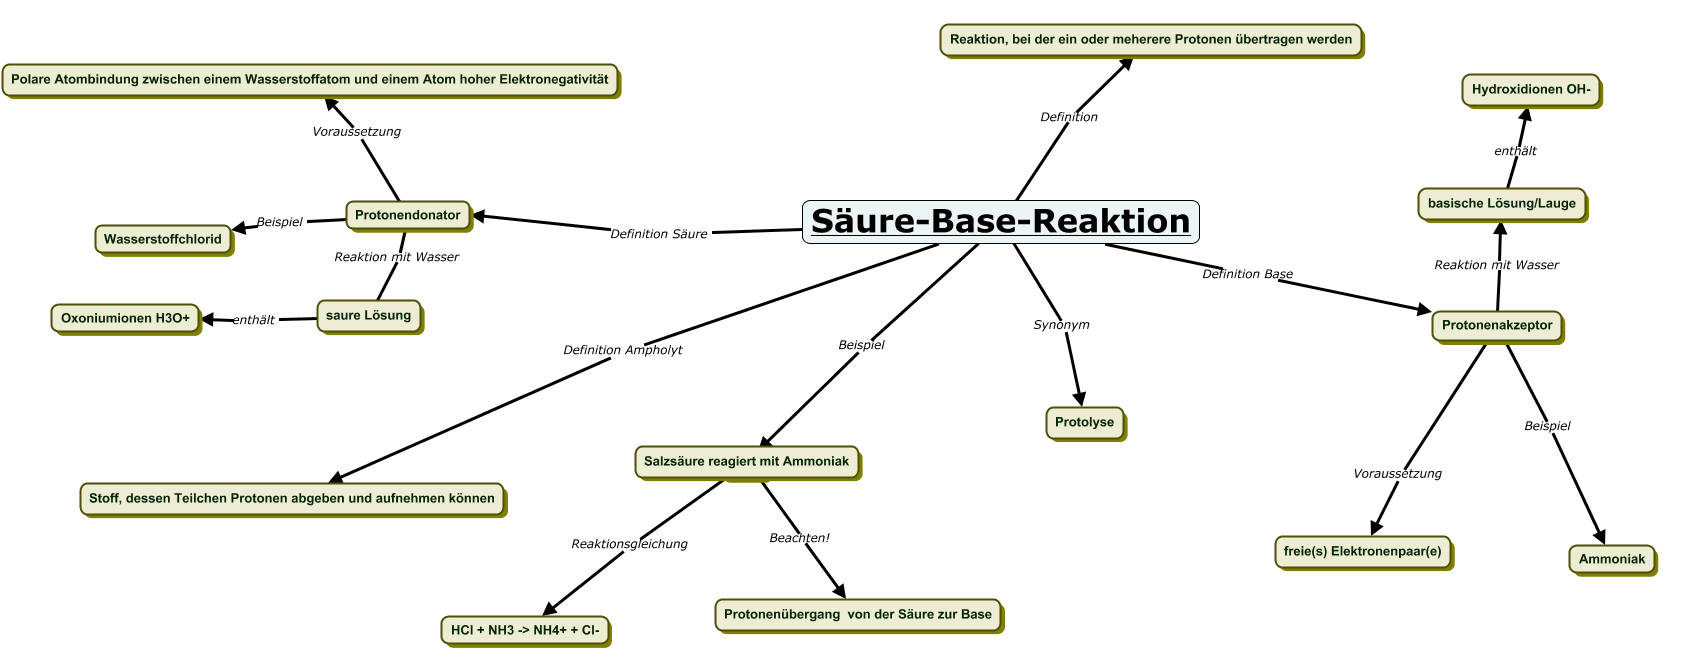 Reaktion, bei der ein oder meherere Protonen übertragen werden
Polare Atombindung zwischen einem Wasserstoffatom und einem Atom hoher Elektronegativität
Hydroxidionen OH-
Definition
Voraussetzung
enthält
basische Lösung/Lauge
Protonendonator
Säure-Base-Reaktion
Beispiel
Wasserstoffchlorid
Definition Säure
Reaktion mit Wasser
Reaktion mit Wasser
Definition Base
saure Lösung
Oxoniumionen H3O+
enthält
Synonym
Protonenakzeptor
Definition Ampholyt
Beispiel
Protolyse
Beispiel
Salzsäure reagiert mit Ammoniak
Voraussetzung
Stoff, dessen Teilchen Protonen abgeben und aufnehmen können
Reaktionsgleichung
Beachten!
freie(s) Elektronenpaar(e)
Ammoniak
Protonenübergang  von der Säure zur Base
HCl + NH3 -> NH4+ + Cl-